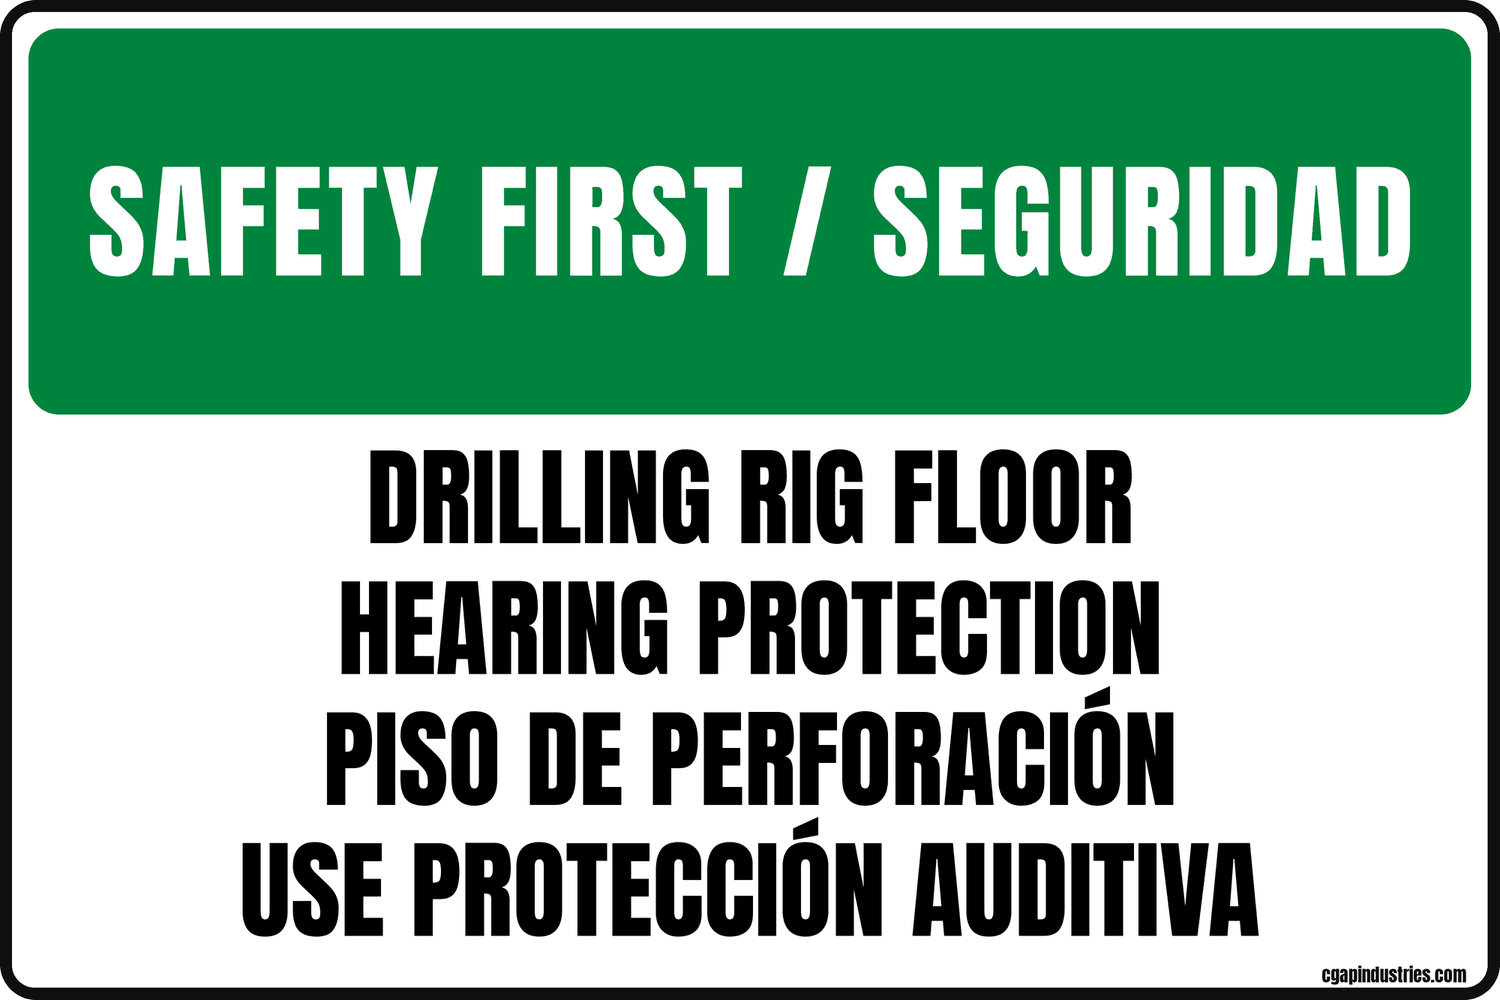 SAFETY FIRST / SEGURIDAD
DRILLING RIG FLOOR
HEARING PROTECTION
PISO DE PERFORACIÓN
USE PROTECCIÓN AUDITIVA
cgapindustries.com